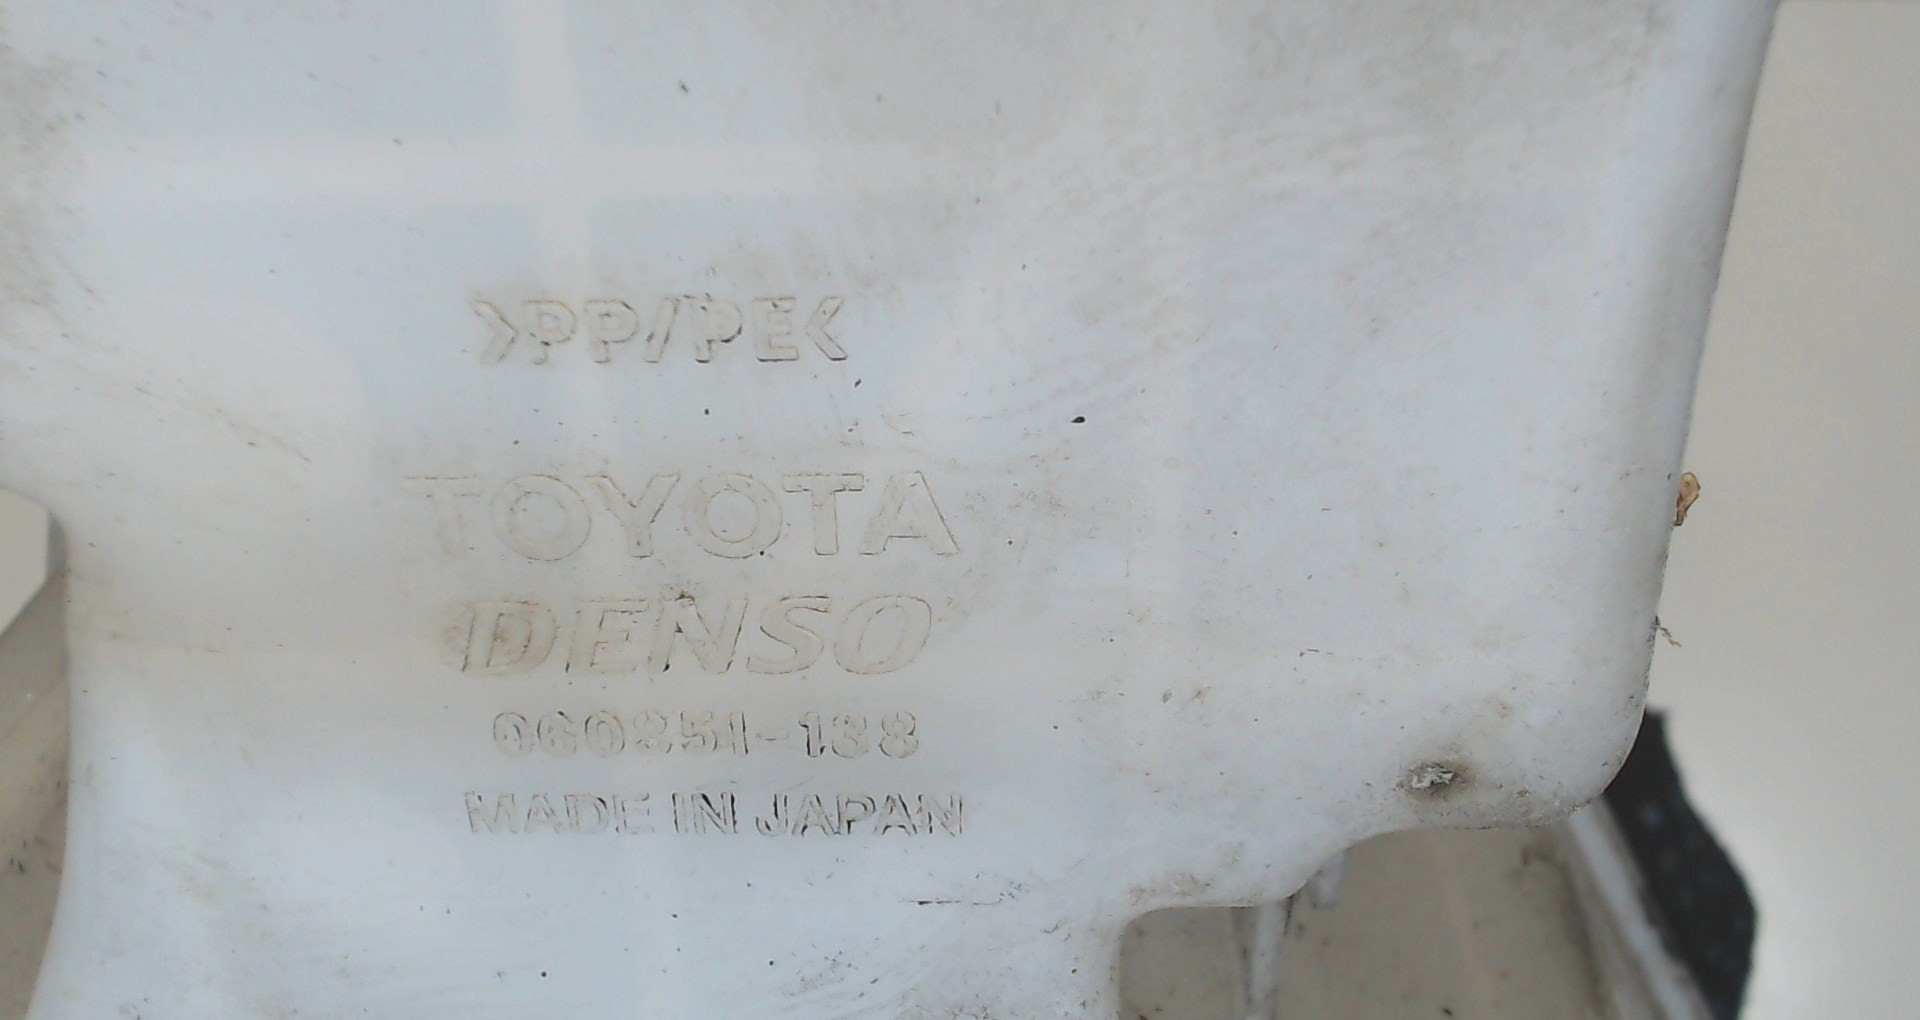 >PP/PE<
TOYOTA
DENSO
060851-138
MADE IN JAPAN